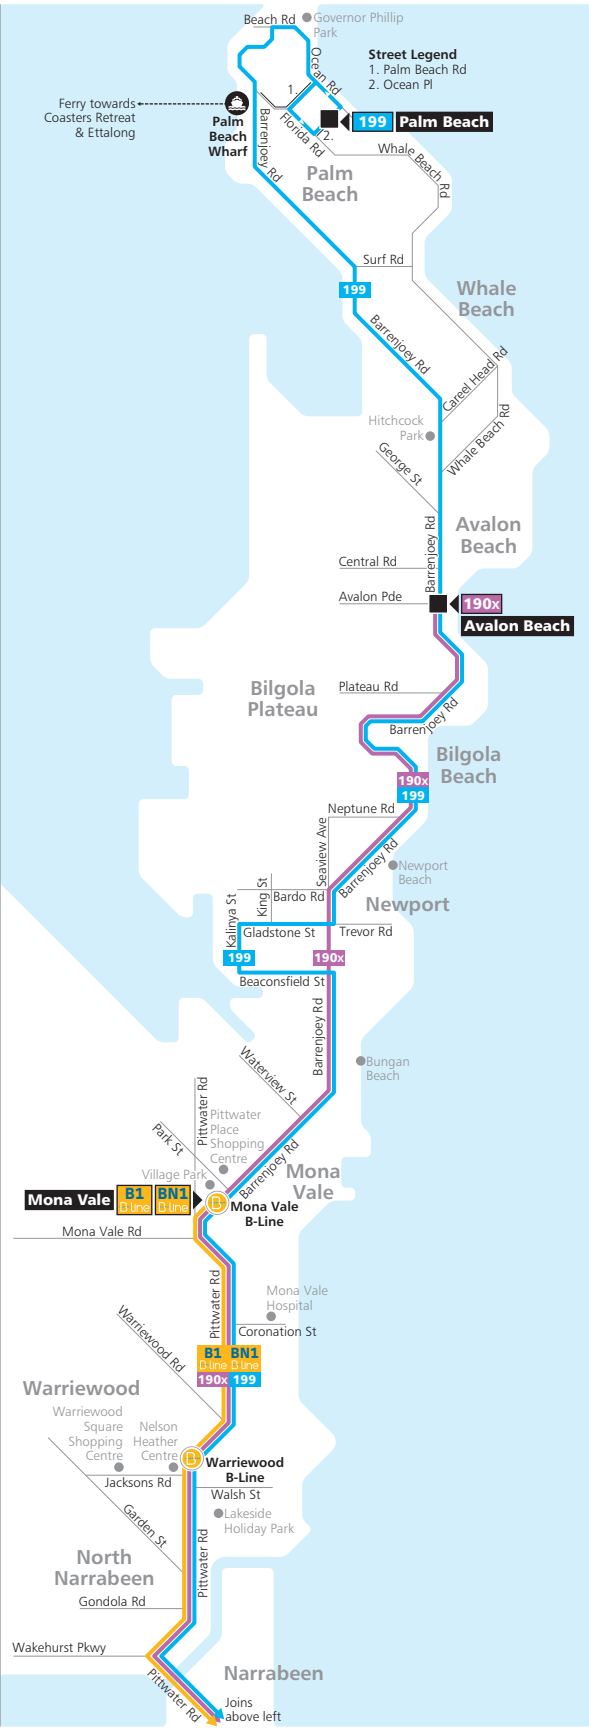 Beach Rd
Governor Phillip
Park
Ocean Rd
Street Legend
1. Palm Beach Rd
2. Ocean Pl
1.
Ferry towards
Coasters Retreat
& Ettalong
Palm
Beach
Wharf
Barrenjoey Rd
Florida Rd
2.
199 Palm Beach
Whale Beach Rd
Palm
Beach
Surf Rd
199
Whale
Beach
Barrenjoey Rd
Careel Head Rd
Hitchcock
Park
Whale Beach Rd
George St
Avalon
Beach
Barrenjoey Rd
Central Rd
Avalon Pde
190x
Avalon Beach
Plateau Rd
Bilgola
Plateau
Barrenjoey Rd
Bilgola
Beach
190x
199
Neptune Rd
Seaview Ave
Barrenjoey Rd
Newport
Beach
King St
Bardo Rd
Newport
Kalinya St
Gladstone St
Trevor Rd
199
190x
Beaconsfield St
Barrenjoey Rd
Waterview St
Bungan
Beach
Pittwater Rd
Pittwater
Place
Shopping
Centre
Park St
Barrenjoey Rd
Village Park
Mona
Vale
Mona Vale
B1
B-line
BN1
B-line
B
Mona Vale
B-Line
Mona Vale Rd
Pittwater Rd
Mona Vale
Hospital
Coronation St
Warriewood Rd
B1 BN1
B-line B-line
190x 199
Warriewood
Warriewood
Square
Shopping
Centre
Nelson
Heather
Centre
B
Warriewood
B-Line
Jacksons Rd
Walsh St
Lakeside
Holiday Park
Garden St
Pittwater Rd
North
Narrabeen
Gondola Rd
Wakehurst Pkwy
Pittwater Rd
Narrabeen
Joins
above left